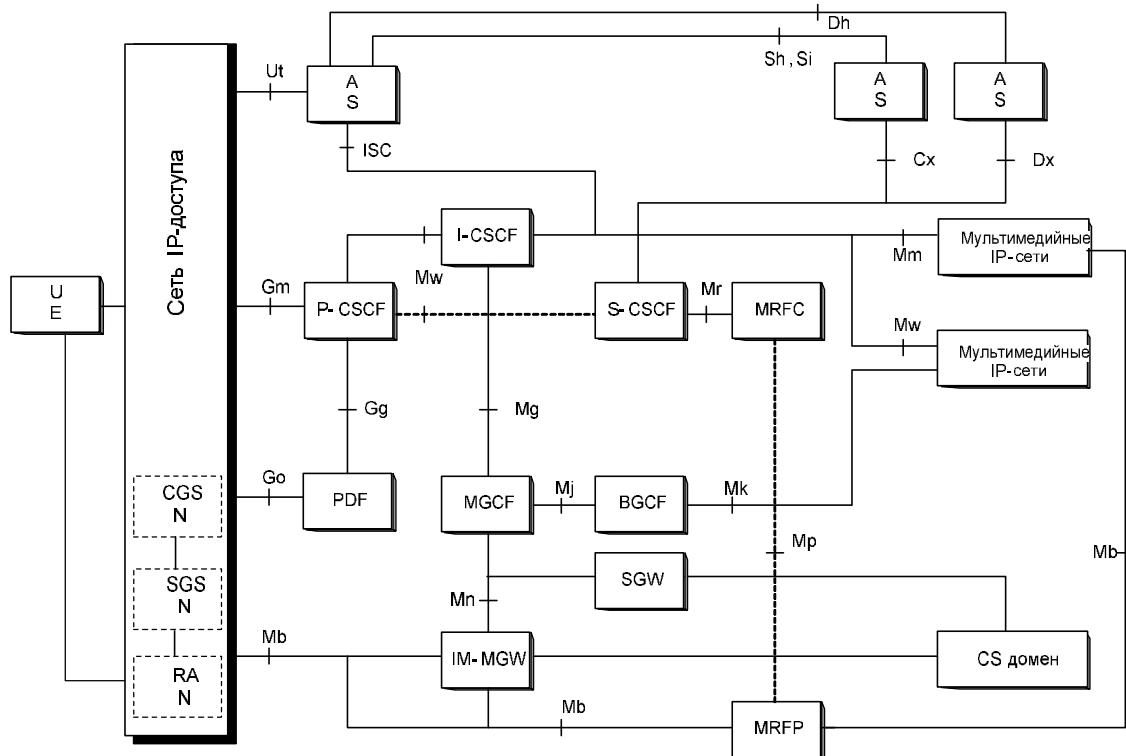 Dh
Sh , Si
Ut
A
S
A
S
A
S
ISC
Cx
Dx
Сеть IP-доступа
I- CSCF
Mw
Mm
Мультимедийные
IP-сети
U
E
Gm
P- CSCF
S- CSCF
Mr
MRFC
Mw
Мультимедийные
IP-сети
Gg
Mg
CGS
N
Go
PDF
MGCF
Mj
BGCF
Mk
Mp
Mb
SGS
N
SGW
Mn
RA
N
Mb
IM- MGW
CS домен
Mb
MRFP